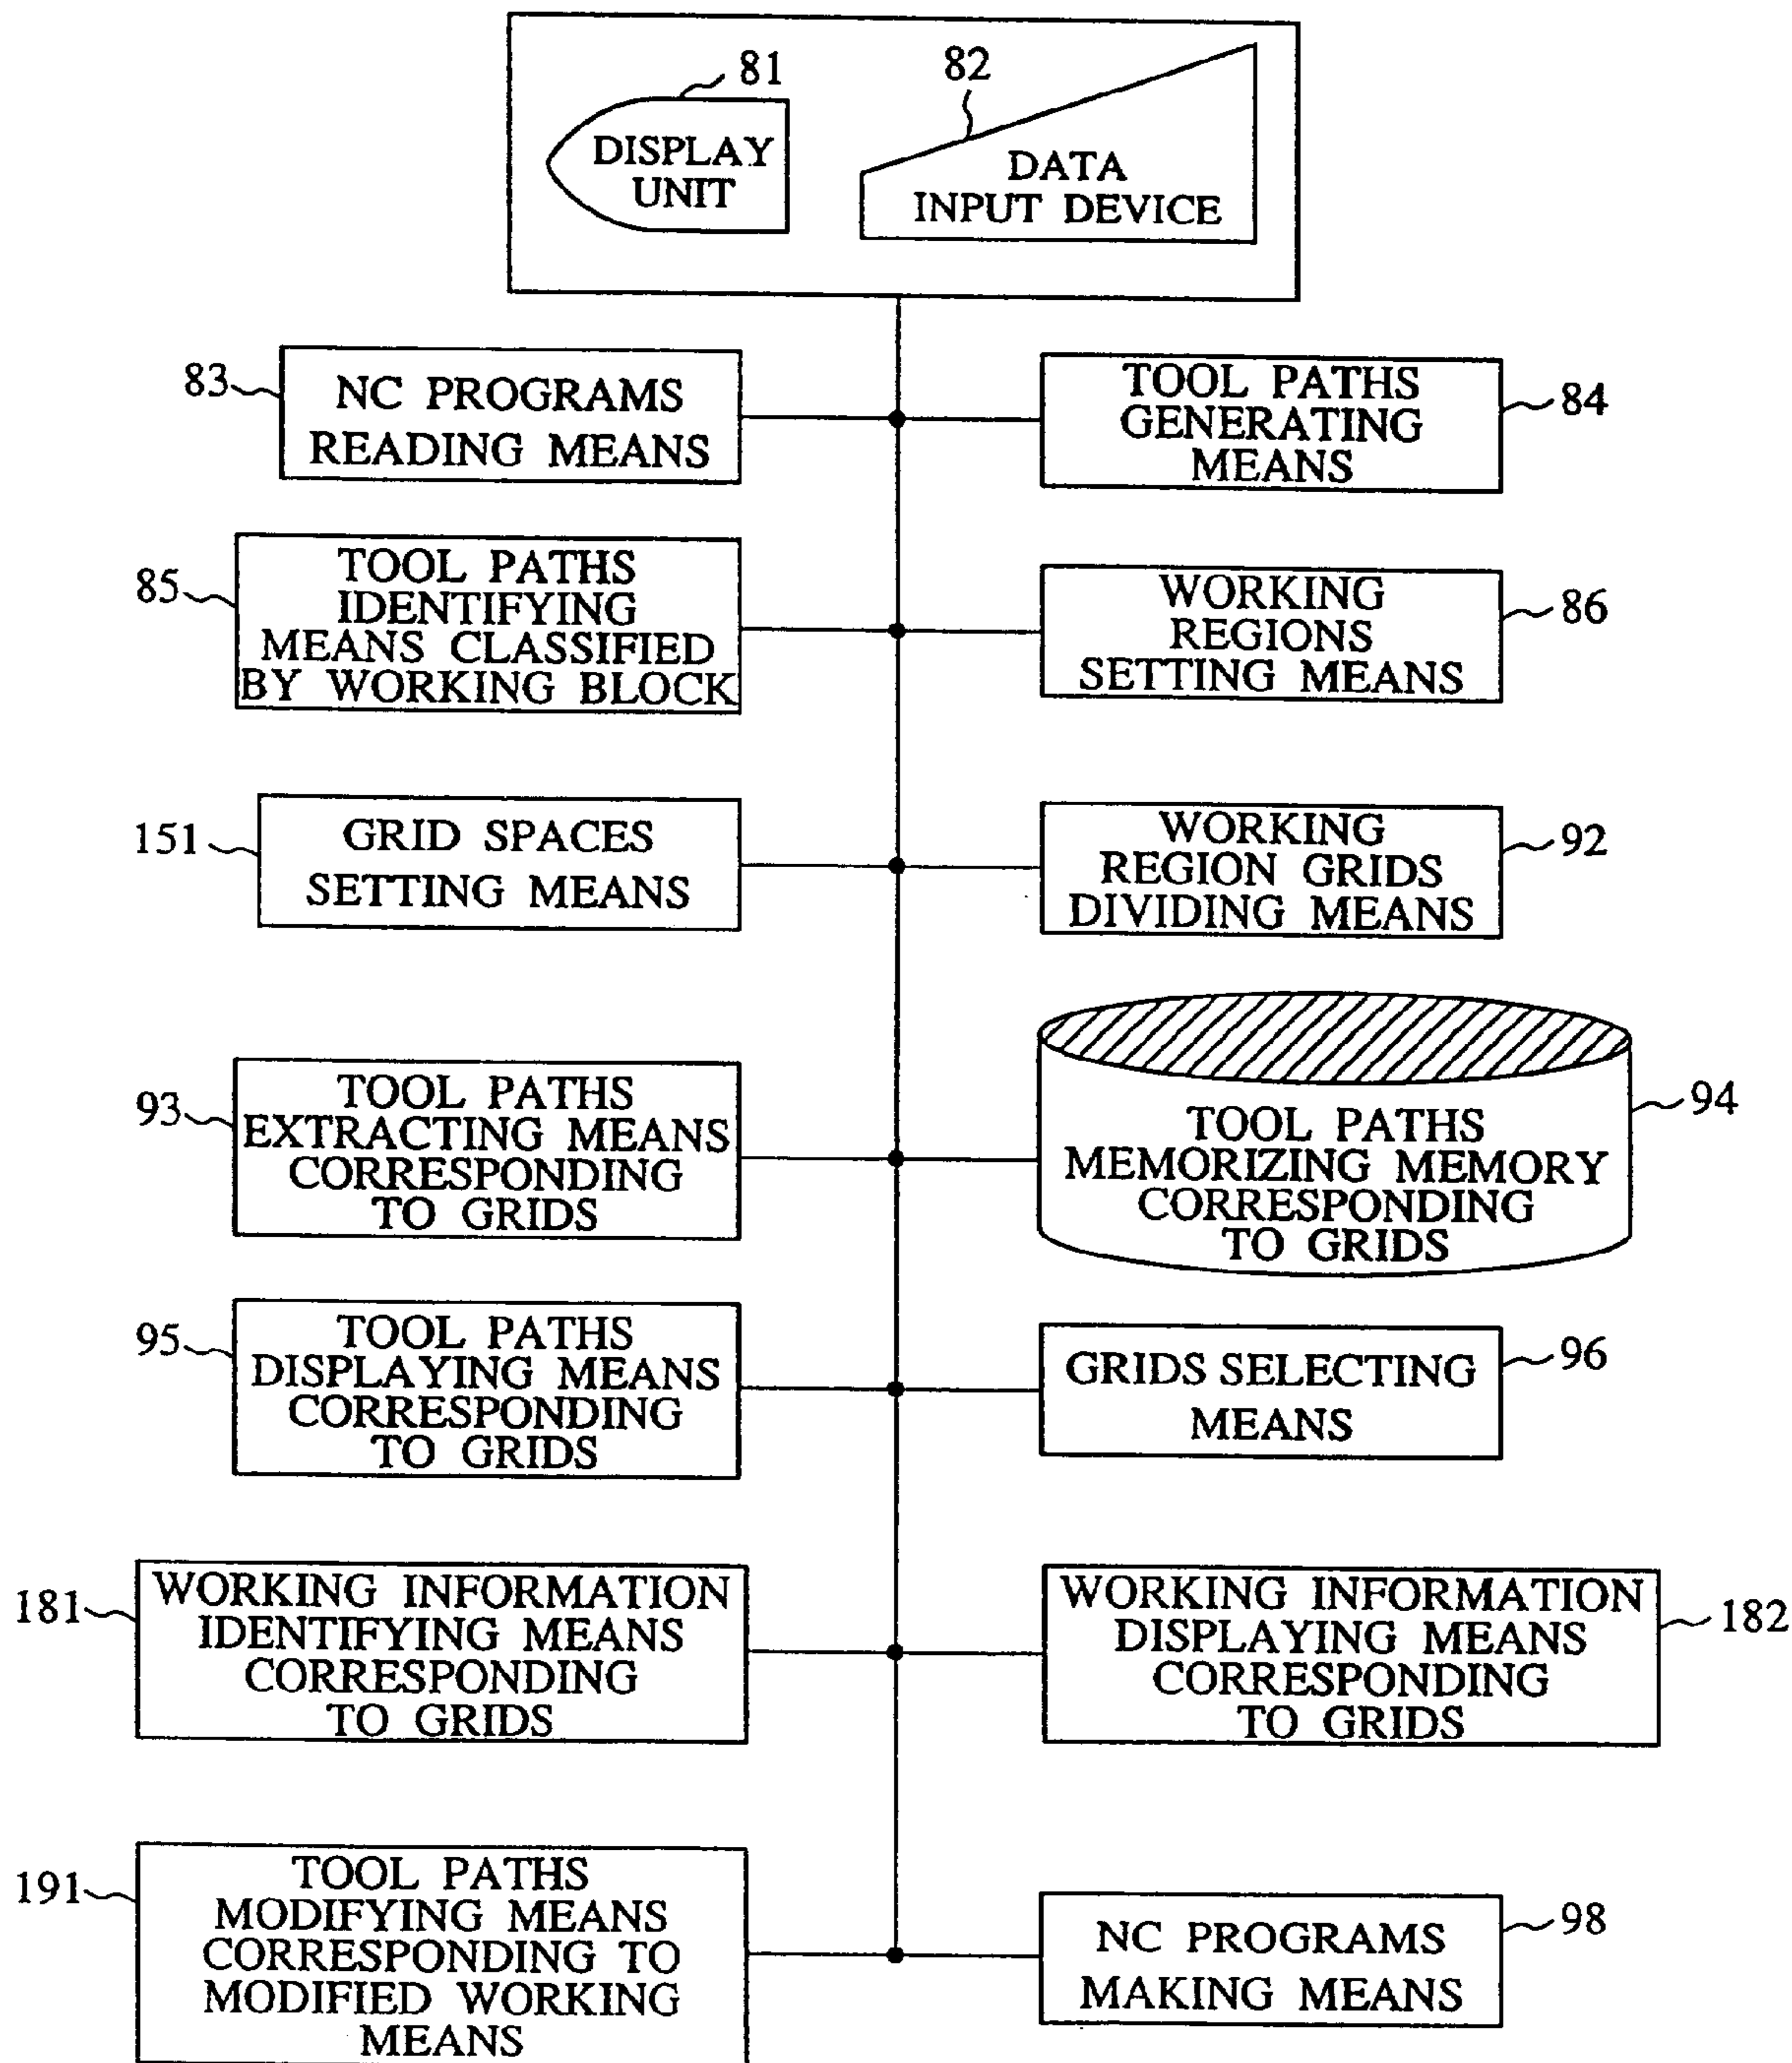 81
DISPLAY
UNIT
82
DATA
INPUT DEVICE
83
NC PROGRAMS
READING MEANS
TOOL PATHS
GENERATING
MEANS
84
85
TOOL PATHS
IDENTIFYING
MEANS CLASSIFIED
BY WORKING BLOCK
WORKING
REGIONS
SETTING MEANS
86
151
GRID SPACES
SETTING MEANS
WORKING
REGION GRIDS
DIVIDING MEANS
92
93
TOOL PATHS
EXTRACTING MEANS
CORRESPONDING
TO GRIDS
TOOL PATHS
MEMORIZING MEMORY
CORRESPONDING
TO GRIDS
94
95
TOOL PATHS
DISPLAYING MEANS
CORRESPONDING
TO GRIDS
GRIDS SELECTING
MEANS
96
181
WORKING INFORMATION
IDENTIFYING MEANS
CORRESPONDING
TO GRIDS
WORKING INFORMATION
DISPLAYING MEANS
CORRESPONDING
TO GRIDS
182
191
TOOL PATHS
MODIFYING MEANS
CORRESPONDING TO
MODIFIED WORKING
MEANS
NC PROGRAMS
MAKING MEANS
98